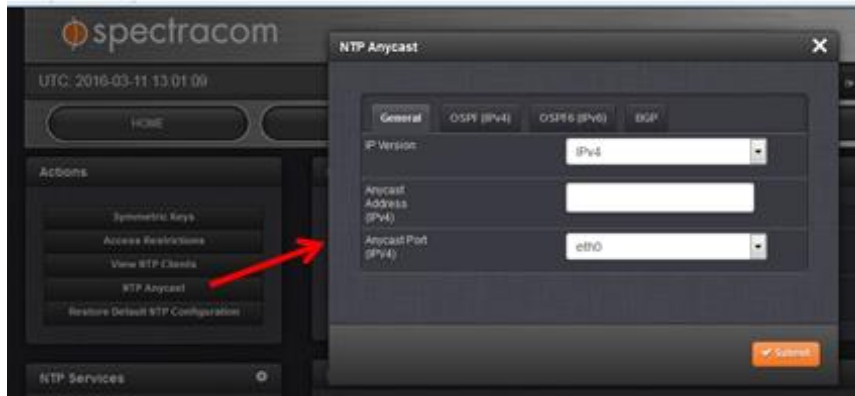 spectracom
NTP Anycast
UTC: 2016-03-11 13:01:09
HOME
General OSPF (IPv4) OSPF6 (IPv6) BGP
IP Version
IPv4
Actions
Anycast
Address
(IPv4)
Symmetric Keys
Access Restrictions
Anycast Port
(IPv4)
eth0
View NTP Clients
NTP Anycast
Restore Default NTP Configuration
Submit
NTP Services